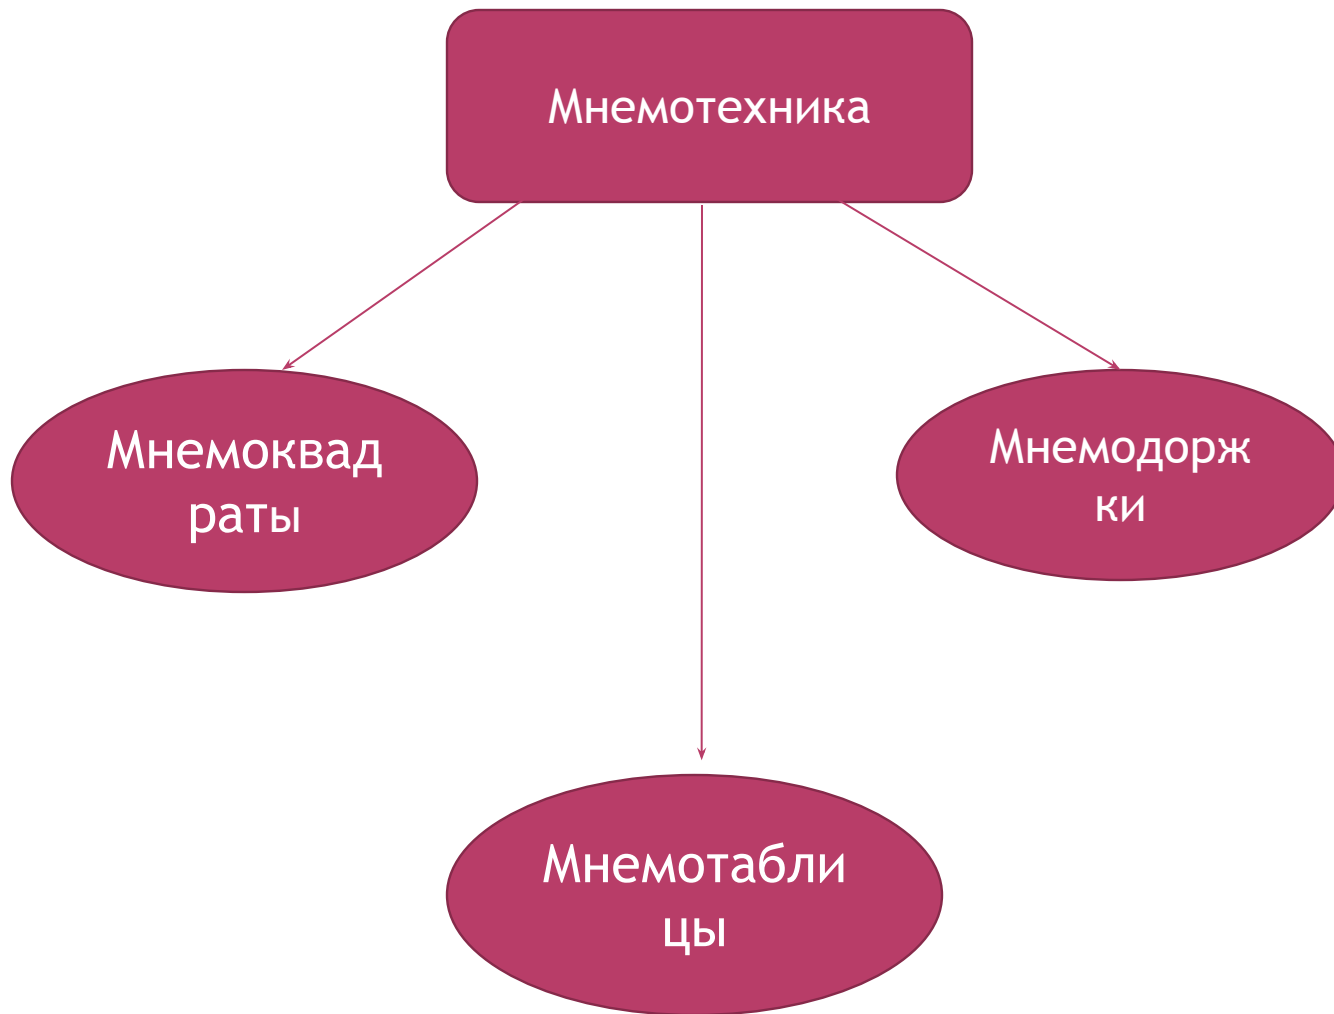 Мнемотехника
Мнемоквад
раты
Мнемодорж
ки
Мнемотабли
цы